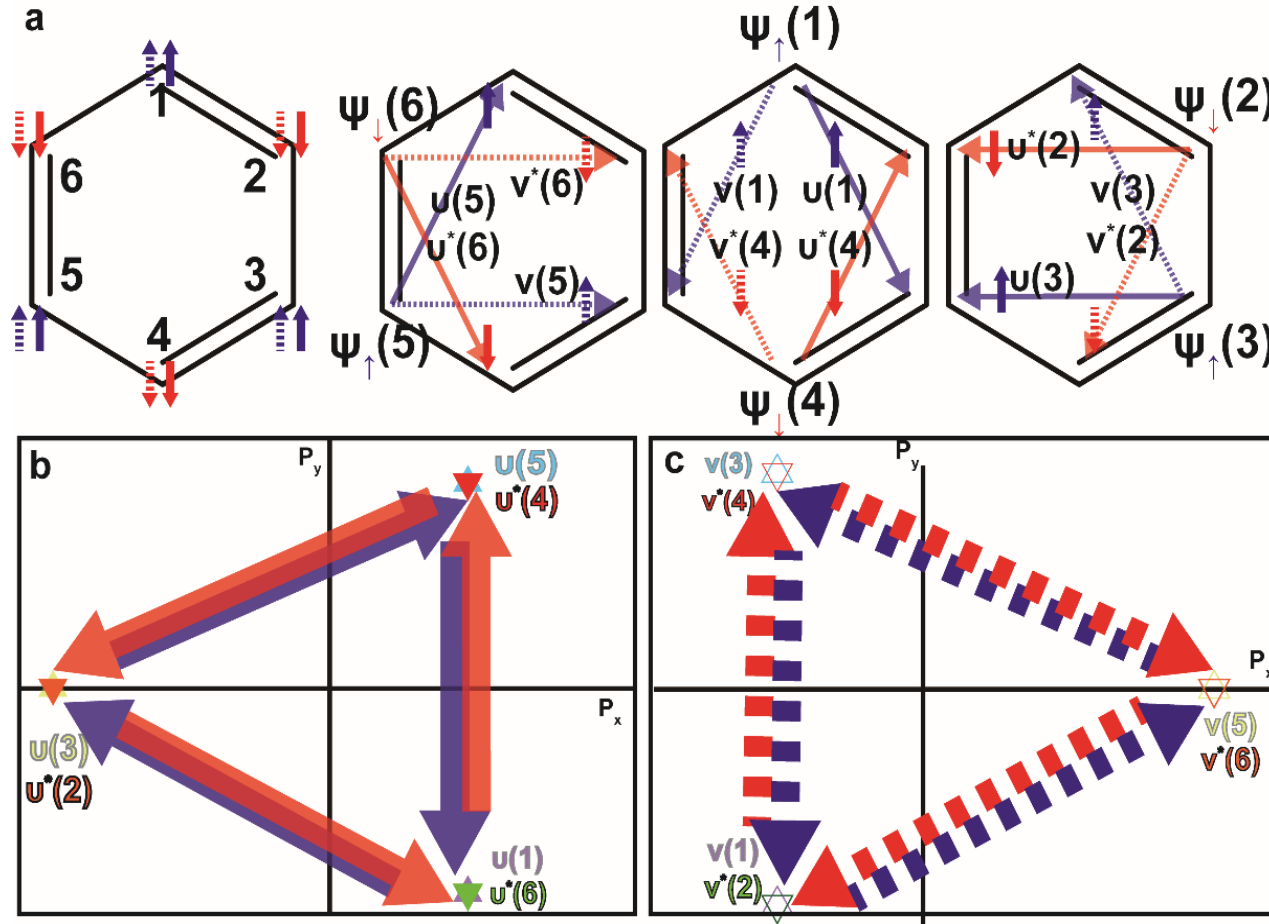 a
1
2
3
4
5
6
ψ↓(6)
υ(5)
υ*(6)
ν*(6)
ν(5)
ψ↑(5)
ψ↑(1)
ν(1)
υ(1)
ν*(4)
υ*(4)
ψ↓(4)
ψ↓(2)
υ*(2)
ν(3)
ν*(2)
υ(3)
ψ↑(3)
b
Py
Px
υ(5)
υ*(4)
υ(3)
υ*(2)
υ(1)
υ*(6)
c
Py
Px
ν(3)
ν*(4)
ν(5)
ν*(6)
ν(1)
ν*(2)